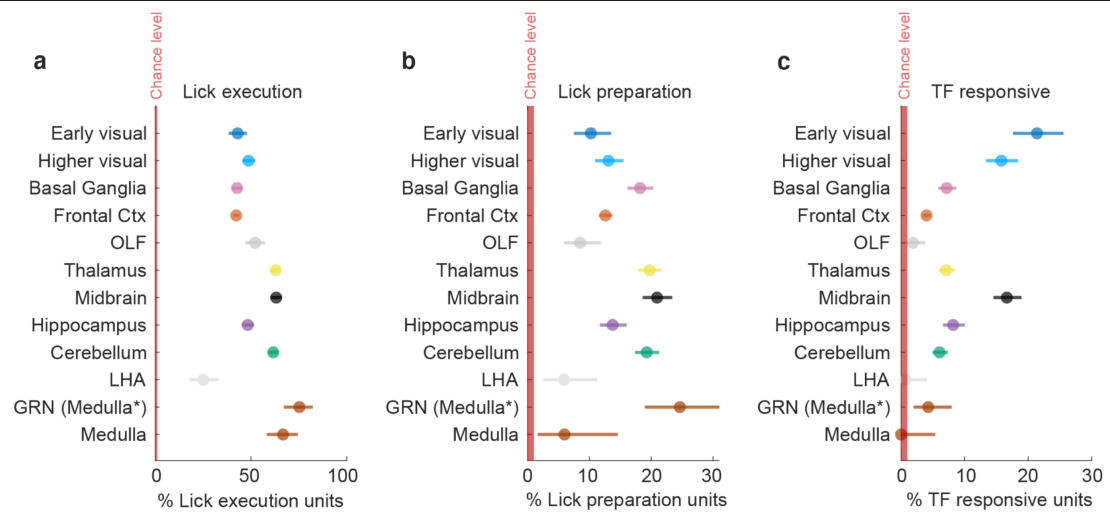 a
Chance level
Lick execution
Early visual
Higher visual
Basal Ganglia
Frontal Ctx
OLF
Thalamus
Midbrain
Hippocampus
Cerebellum
LHA
GRN (Medulla*)
Medulla
0 50 100
% Lick execution units
b
Chance level
Lick preparation
Early visual
Higher visual
Basal Ganglia
Frontal Ctx
OLF
Thalamus
Midbrain
Hippocampus
Cerebellum
LHA
GRN (Medulla*)
Medulla
0 10 20 30
% Lick preparation units
c
Chance level
TF responsive
Early visual
Higher visual
Basal Ganglia
Frontal Ctx
OLF
Thalamus
Midbrain
Hippocampus
Cerebellum
LHA
GRN (Medulla*)
Medulla
0 10 20 30
% TF responsive units